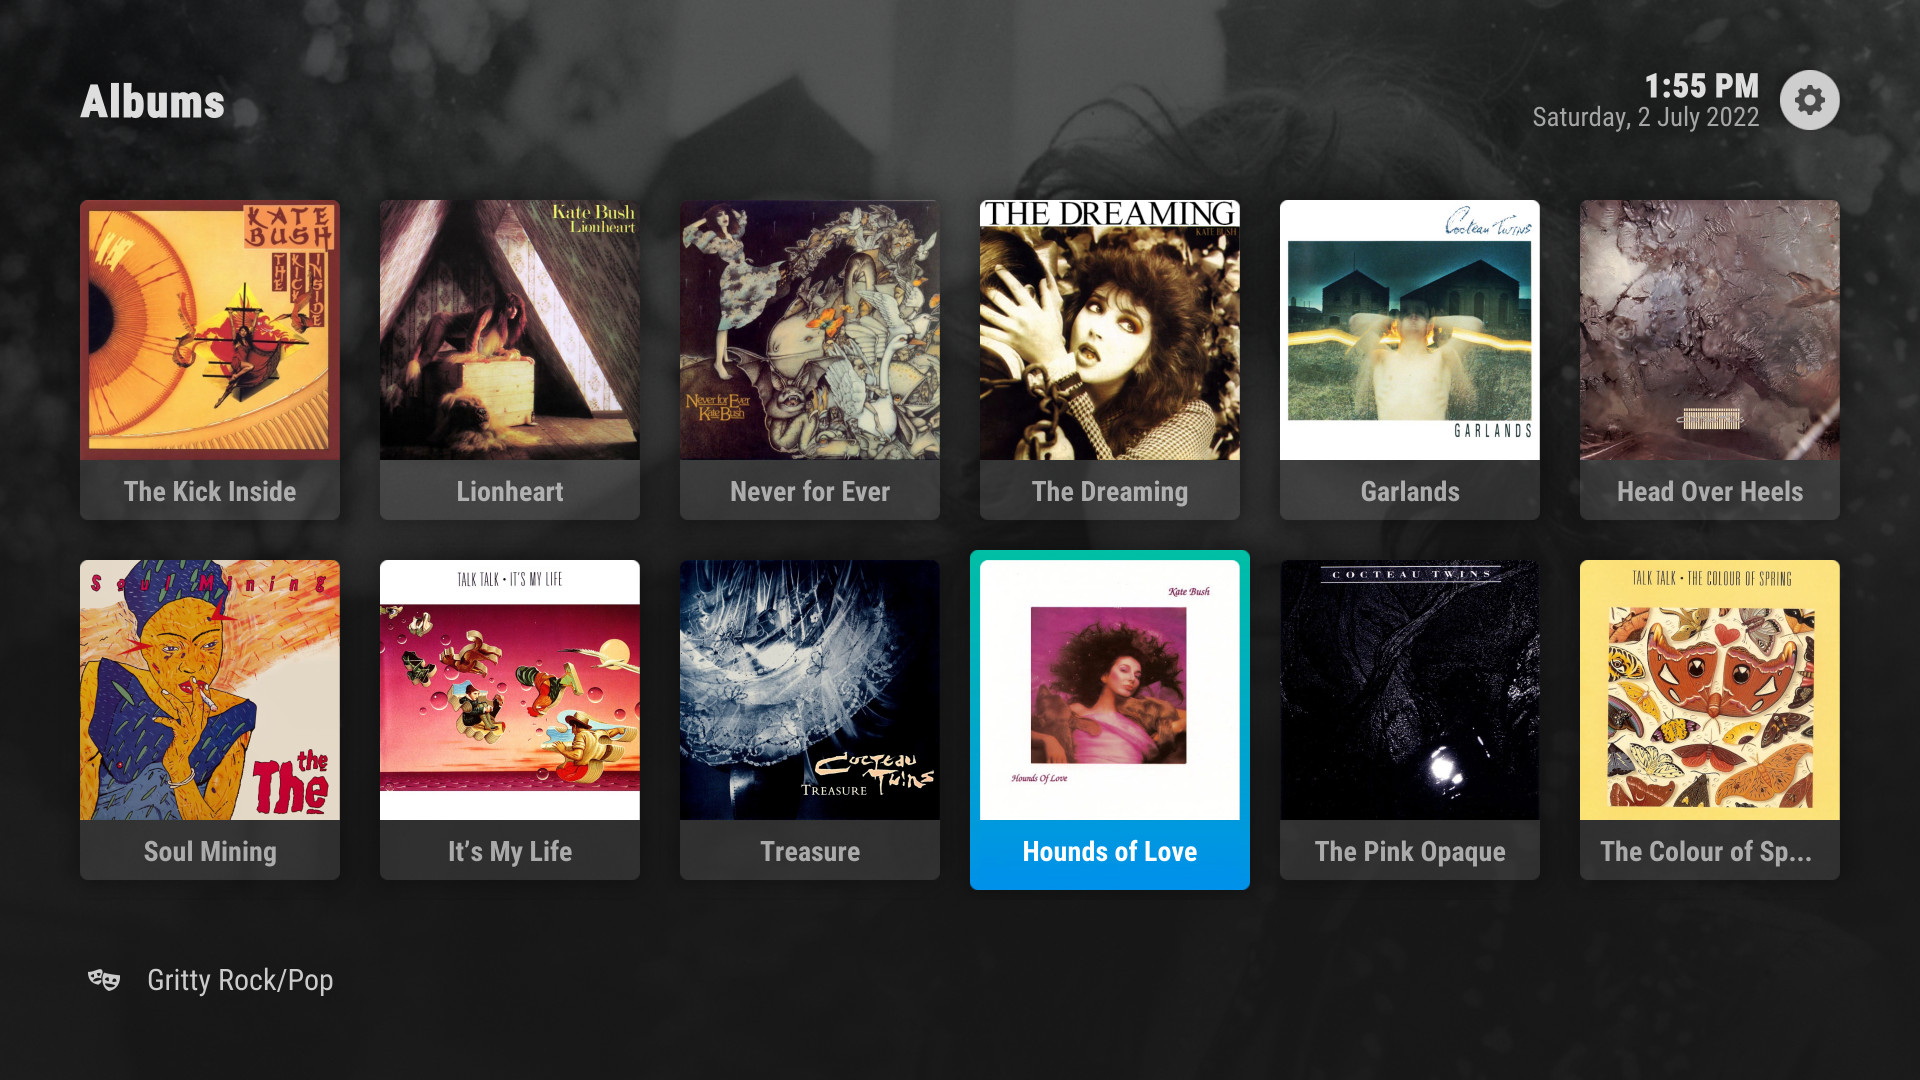 Albums
1:55 PM
Saturday, 2 July 2022
KATE
BUSH
THE KICK INSIDE
Kate Bush
Lionheart
Never for Ever
Kate Bush
THE DREAMING
KATE BUSH
Cocteau Twins
GARLANDS
The Kick Inside
Lionheart
Never for Ever
The Dreaming
Garlands
Head Over Heels
Soul Mining
the
The
TALK TALK • IT'S MY LIFE
COCTEAU
TWINS
TREASURE
Kate Bush
Hounds Of Love
COCTEAU TWINS
TALK TALK • THE COLOUR OF SPRING
Soul Mining
It’s My Life
Treasure
Hounds of Love
The Pink Opaque
The Colour of Sp...
Gritty Rock/Pop